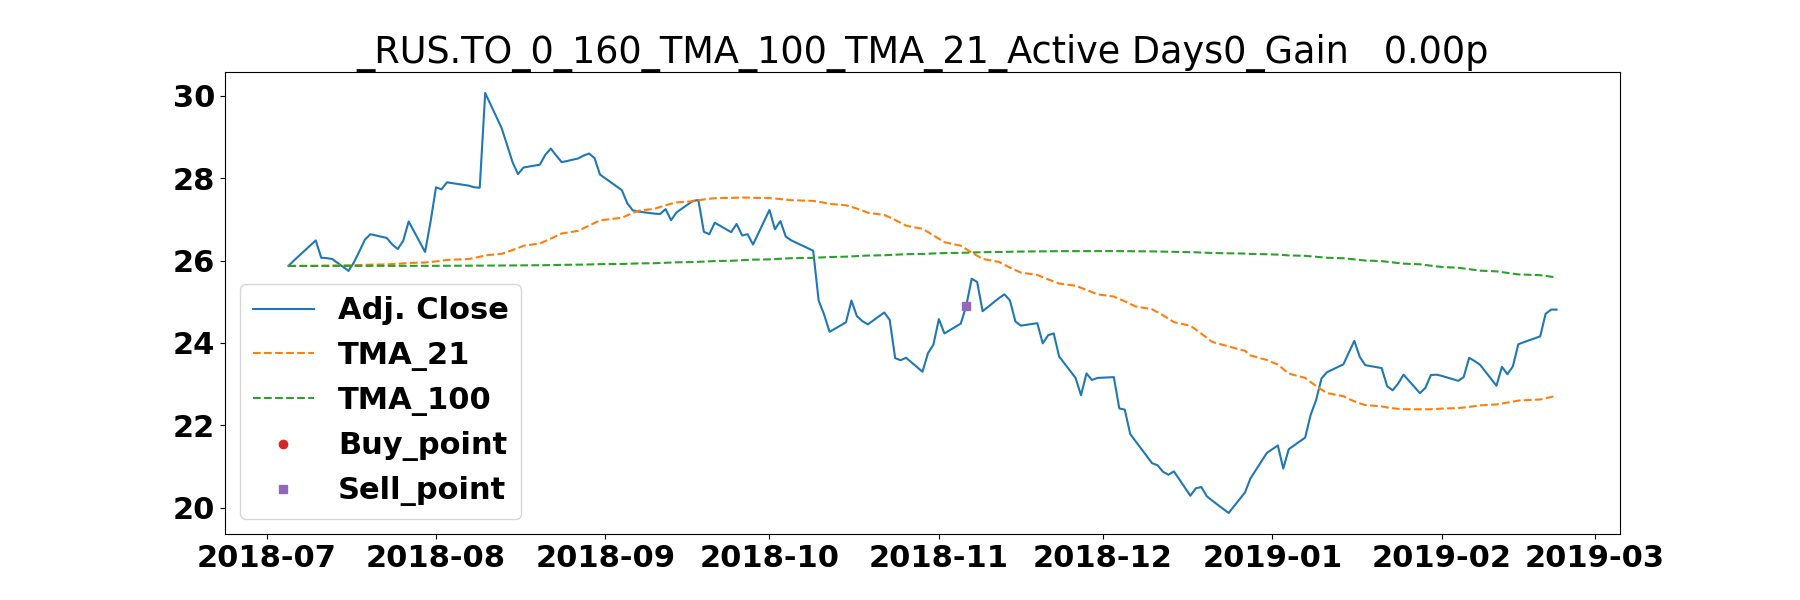 _RUS.TO_0_160_TMA_100_TMA_21_Active Days0_Gain   0.00p
30
28
26
24
22
20
Adj. Close
TMA_21
TMA_100
Buy_point
Sell_point
2018-07 2018-08 2018-09 2018-10 2018-11 2018-12 2019-01 2019-02 2019-03